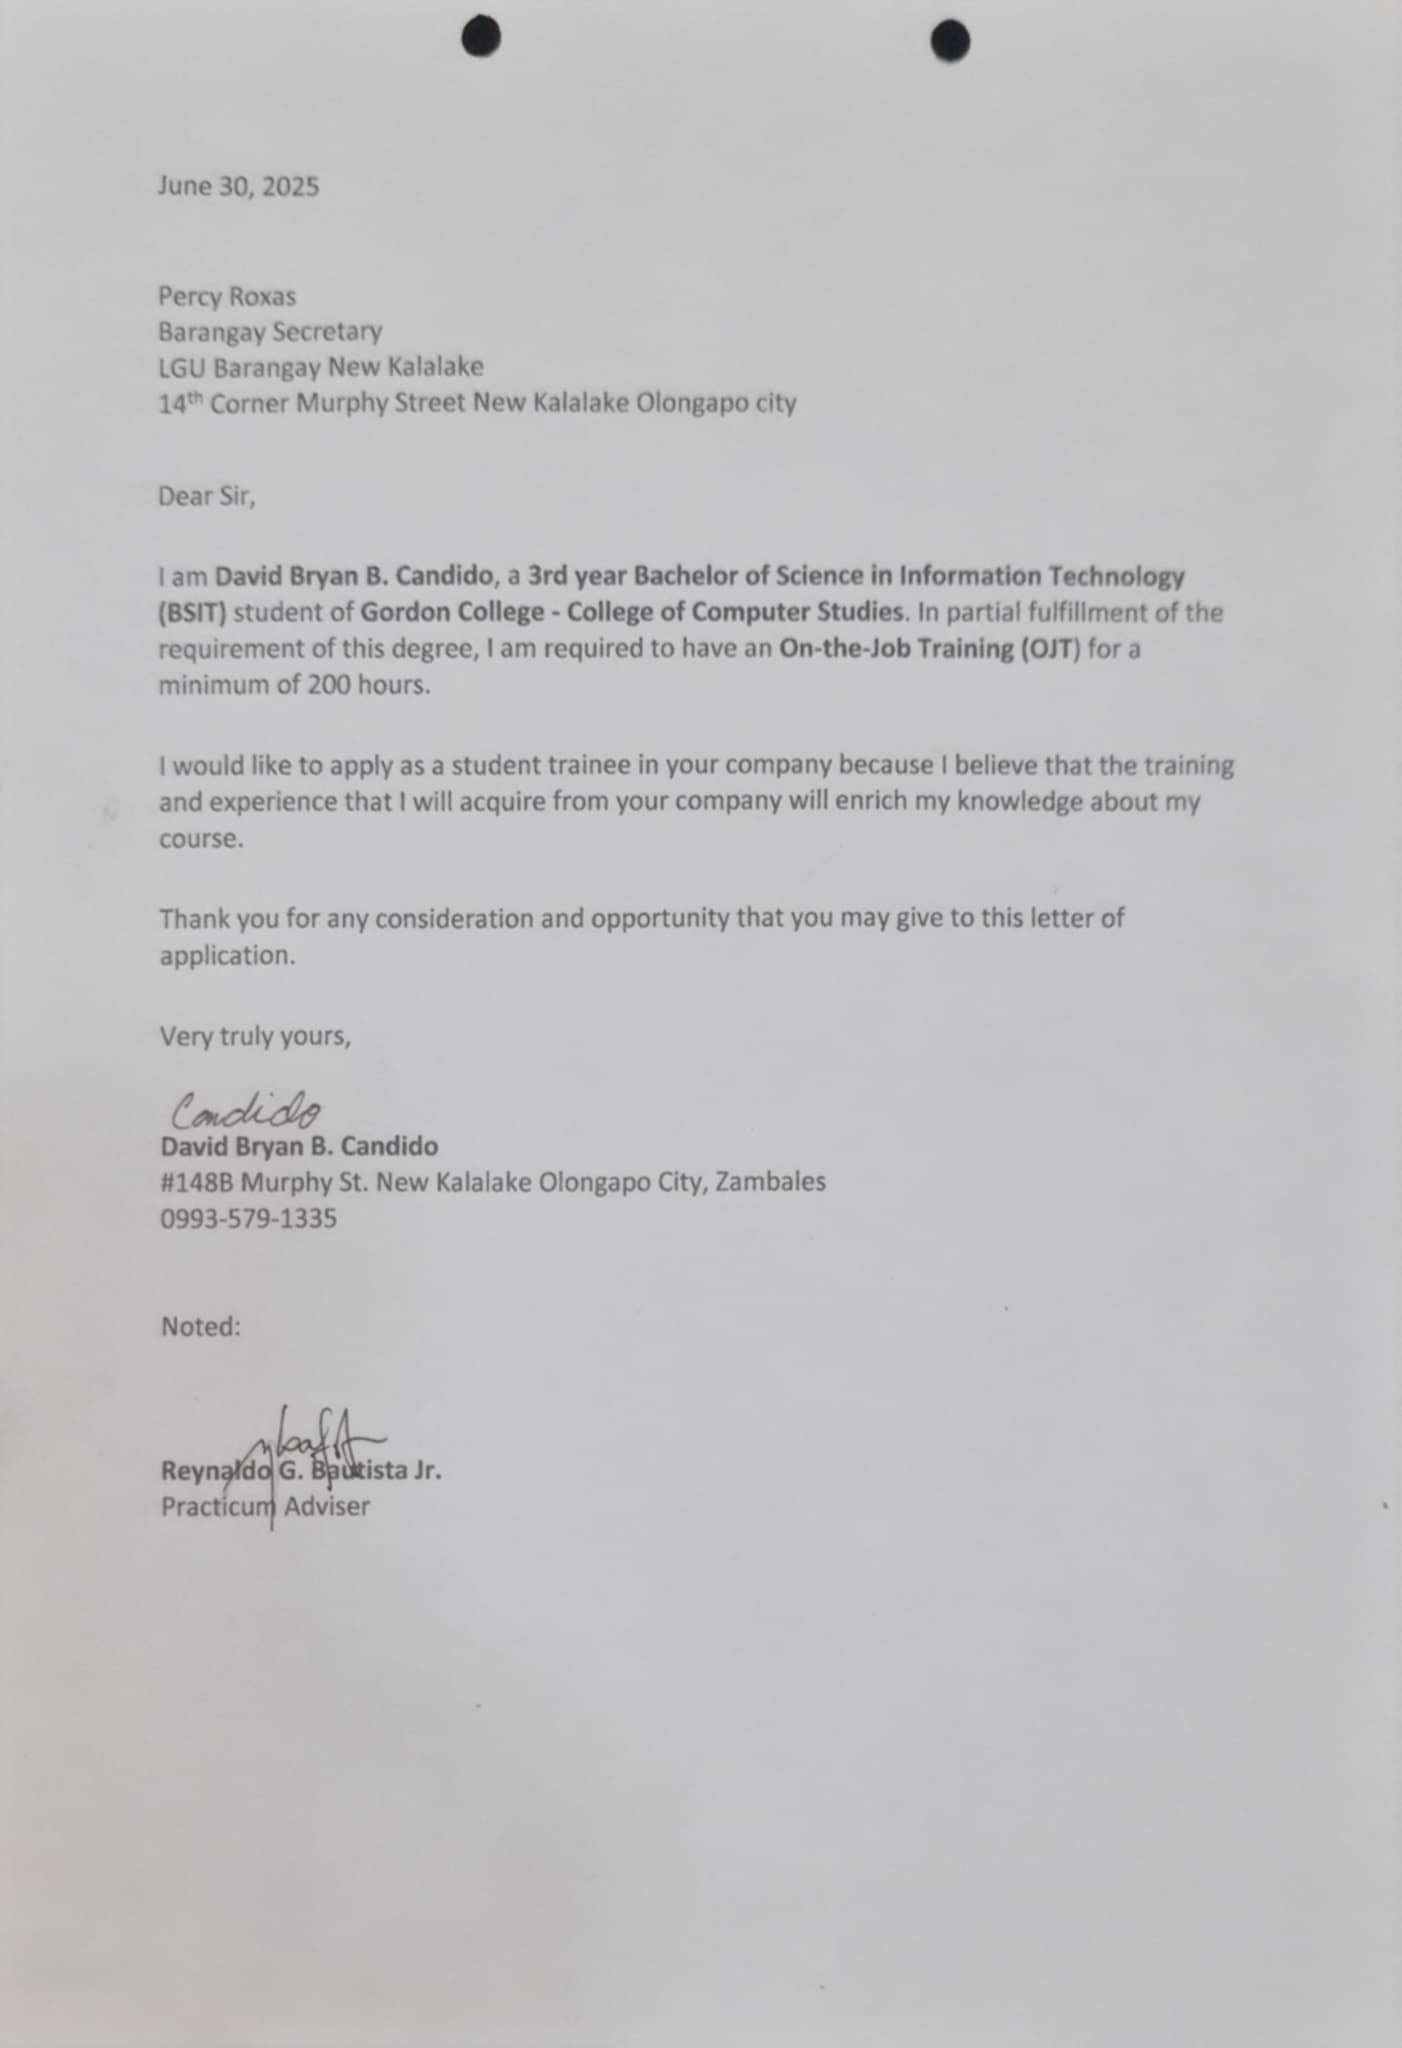 June 30, 2025
Percy Roxas
Barangay Secretary
LGU Barangay New Kalalake
14th Corner Murphy Street New Kalalake Olongapo city
Dear Sir,
I am David Bryan B. Candido, a 3rd year Bachelor of Science in Information Technology
(BSIT) student of Gordon College - College of Computer Studies. In partial fulfillment of the
requirement of this degree, I am required to have an On-the-Job Training (OJT) for a
minimum of 200 hours.
I would like to apply as a student trainee in your company because I believe that the training
and experience that I will acquire from your company will enrich my knowledge about my
course.
Thank you for any consideration and opportunity that you may give to this letter of
application.
Very truly yours,
Candido
David Bryan B. Candido
#148B Murphy St. New Kalalake Olongapo City, Zambales
0993-579-1335
Noted:
Reynaldo G. Bautista Jr.
Practicum Adviser